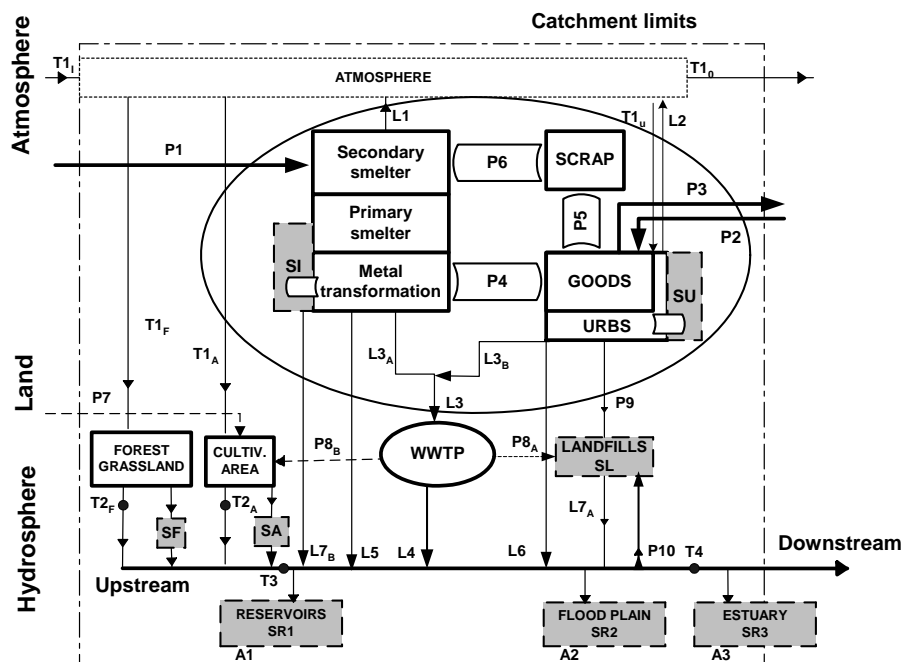 Catchment limits
Atmosphere
T1I
ATMOSPHERE
T10
L1
T1u
L2
P1
Secondary
smelter
P6
SCRAP
P3
P5
P2
Primary
smelter
SI
Metal
transformation
P4
GOODS
SU
URBS
T1F
T1A
L3A
L3B
Land
P7
L3
P9
FOREST
GRASSLAND
CULTIV.
AREA
P8B
WWTP
P8A
LANDFILLS
SL
Hydrosphere
T2F
T2A
SF
SA
L7A
L7B
L5
L4
L6
P10
T4
Downstream
Upstream
T3
RESERVOIRS
SR1
FLOOD PLAIN
SR2
ESTUARY
SR3
A1
A2
A3